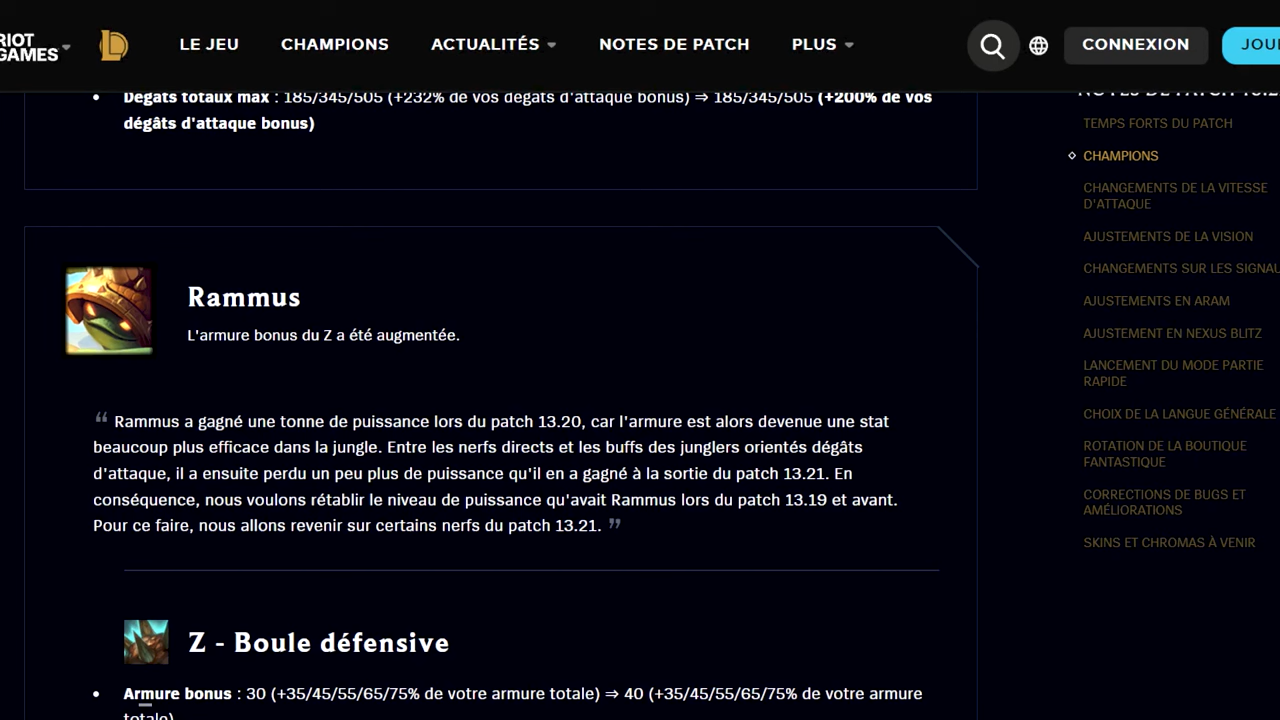 RIOT GAMES
LE JEU
CHAMPIONS
ACTUALITÉS
NOTES DE PATCH
PLUS
CONNEXION
JOU
Dégâts totaux max : 185/345/505 (+232% de vos dégâts d'attaque bonus) ⇒ 185/345/505 (+200% de vos
dégâts d'attaque bonus)
Rammus
L'armure bonus du Z a été augmentée.
“ Rammus a gagné une tonne de puissance lors du patch 13.20, car l'armure est alors devenue une stat
beaucoup plus efficace dans la jungle. Entre les nerfs directs et les buffs des junglers orientés dégâts
d'attaque, il a ensuite perdu un peu plus de puissance qu'il en a gagné à la sortie du patch 13.21. En
conséquence, nous voulons rétablir le niveau de puissance qu'avait Rammus lors du patch 13.19 et avant.
Pour ce faire, nous allons revenir sur certains nerfs du patch 13.21. ”
Z - Boule défensive
• Armure bonus : 30 (+35/45/55/65/75% de votre armure totale) ⇒ 40 (+35/45/55/65/75% de votre armure
totale)
NOTES DE PATCH 13.2
TEMPS FORTS DU PATCH
CHAMPIONS
CHANGEMENTS DE LA VITESSE
D'ATTAQUE
AJUSTEMENTS DE LA VISION
CHANGEMENTS SUR LES SIGNAU
AJUSTEMENTS EN ARAM
AJUSTEMENT EN NEXUS BLITZ
LANCEMENT DU MODE PARTIE
RAPIDE
CHOIX DE LA LANGUE GÉNÉRALE
ROTATION DE LA BOUTIQUE
FANTASTIQUE
CORRECTIONS DE BUGS ET
AMÉLIORATIONS
SKINS ET CHROMAS À VENIR